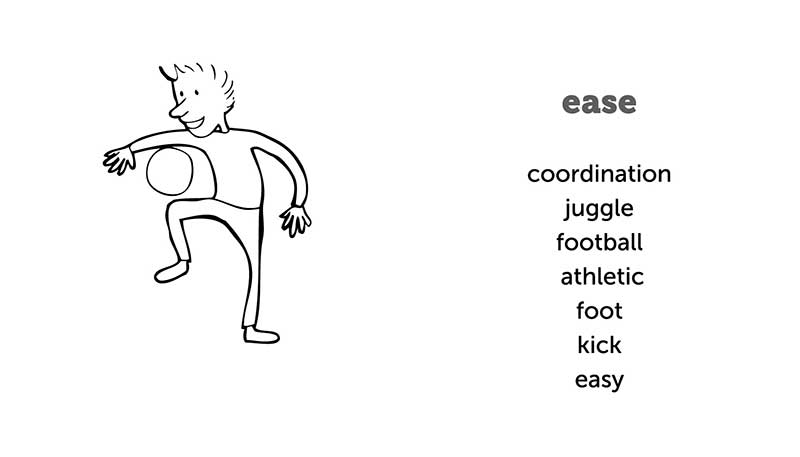 ease
coordination
juggle
football
athletic
foot
kick
easy